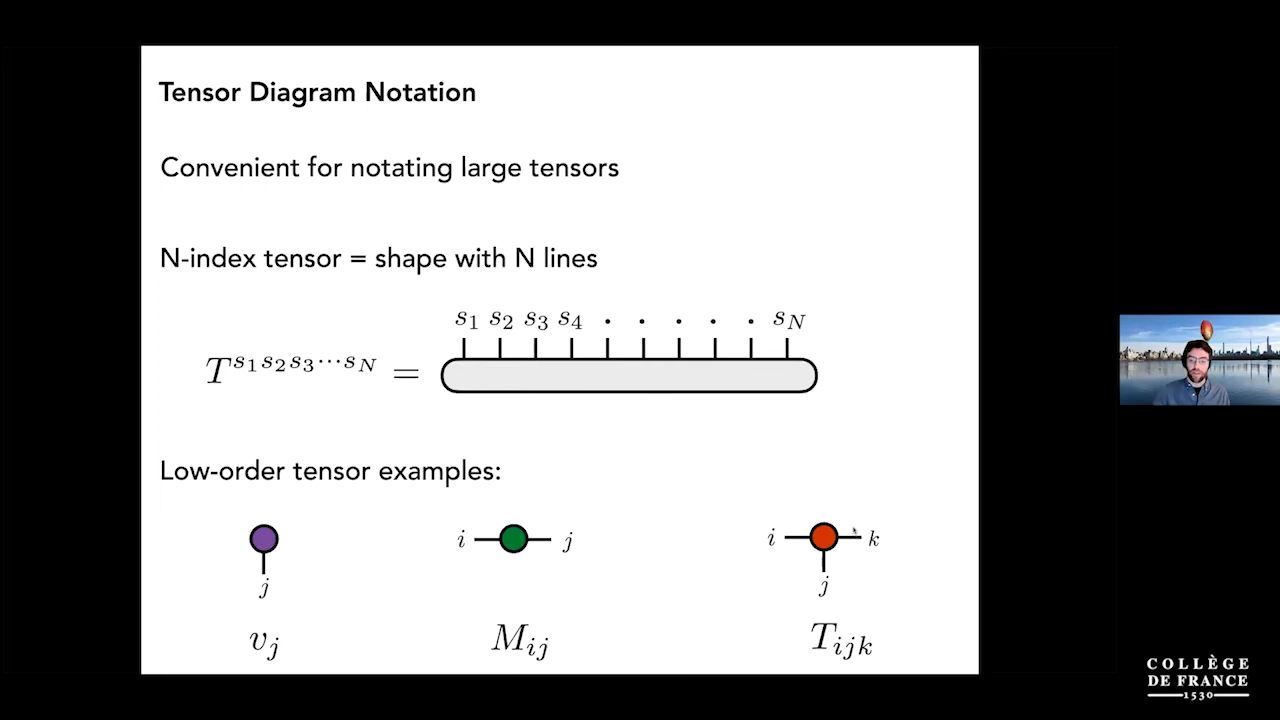 Tensor Diagram Notation
Convenient for notating large tensors
N-index tensor = shape with N lines
s₁ s₂ s₃ s₄ · · · · · s_N
T^{s₁s₂s₃···s_N} =
Low-order tensor examples:
i j i k
j j
v_j M_{ij} T_{ijk}
COLLÈGE
DE FRANCE
1530